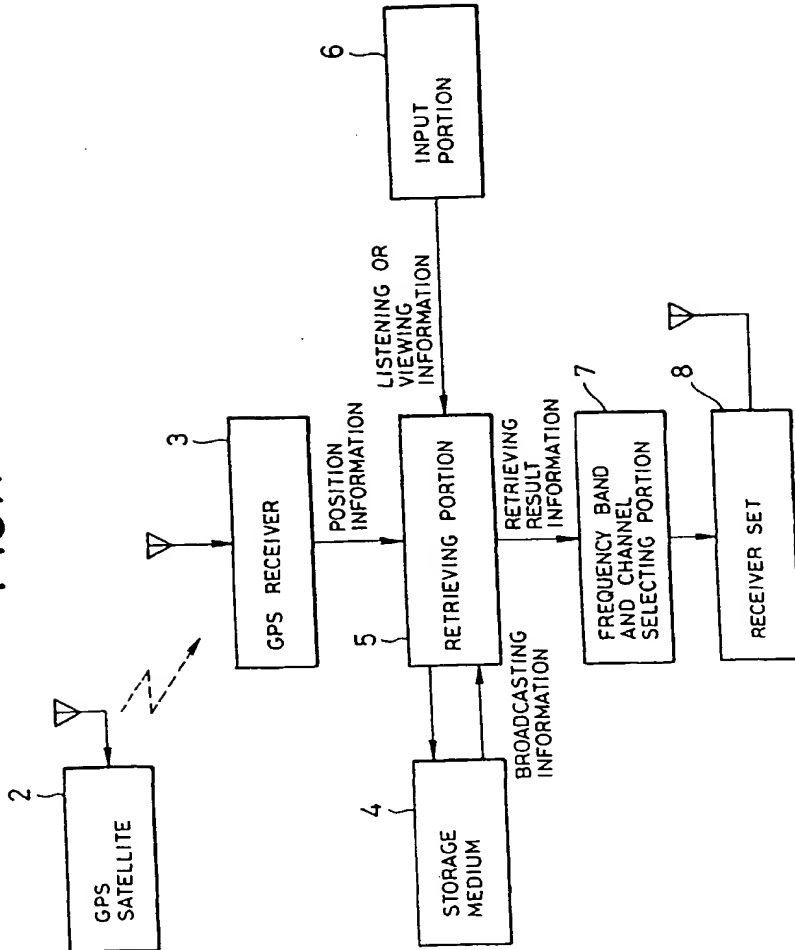 2
GPS
SATELLITE
3
GPS RECEIVER
POSITION
INFORMATION
4
STORAGE
MEDIUM
BROADCASTING
INFORMATION
5
RETRIEVING PORTION
LISTENING OR
VIEWING
INFORMATION
6
INPUT
PORTION
RETRIEVING
RESULT
INFORMATION
7
FREQUENCY BAND
AND CHANNEL
SELECTING PORTION
8
RECEIVER SET